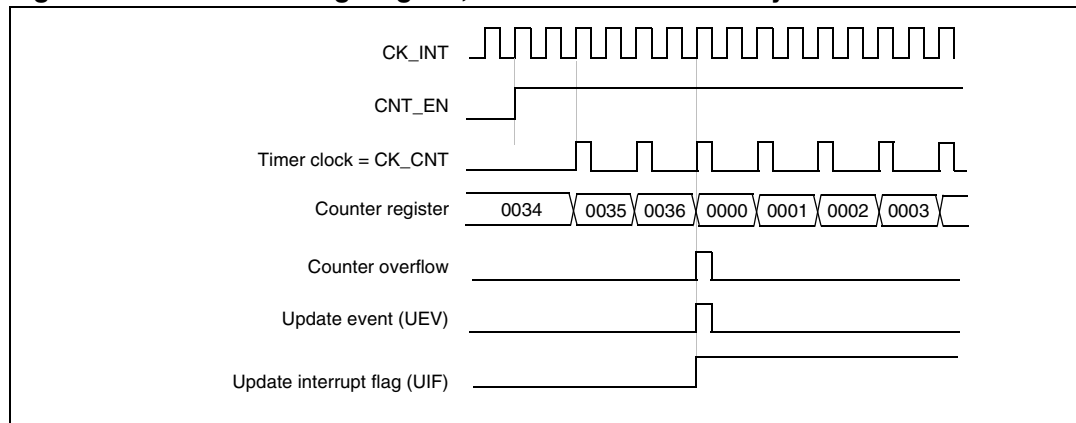 CK_INT
CNT_EN
Timer clock = CK_CNT
Counter register 0034 0035 0036 0000 0001 0002 0003
Counter overflow
Update event (UEV)
Update interrupt flag (UIF)